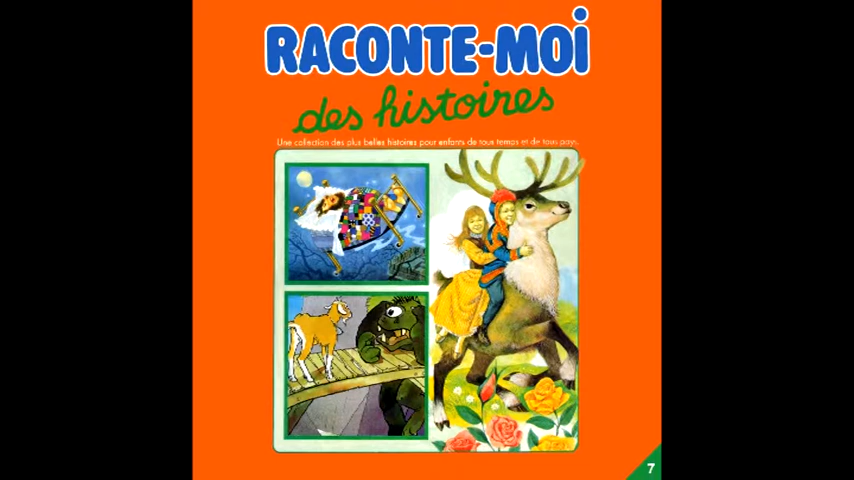 RACONTE-MOI
des histoires
Une collection des plus belles histoires pour enfants de tous temps et de tous pays.
7